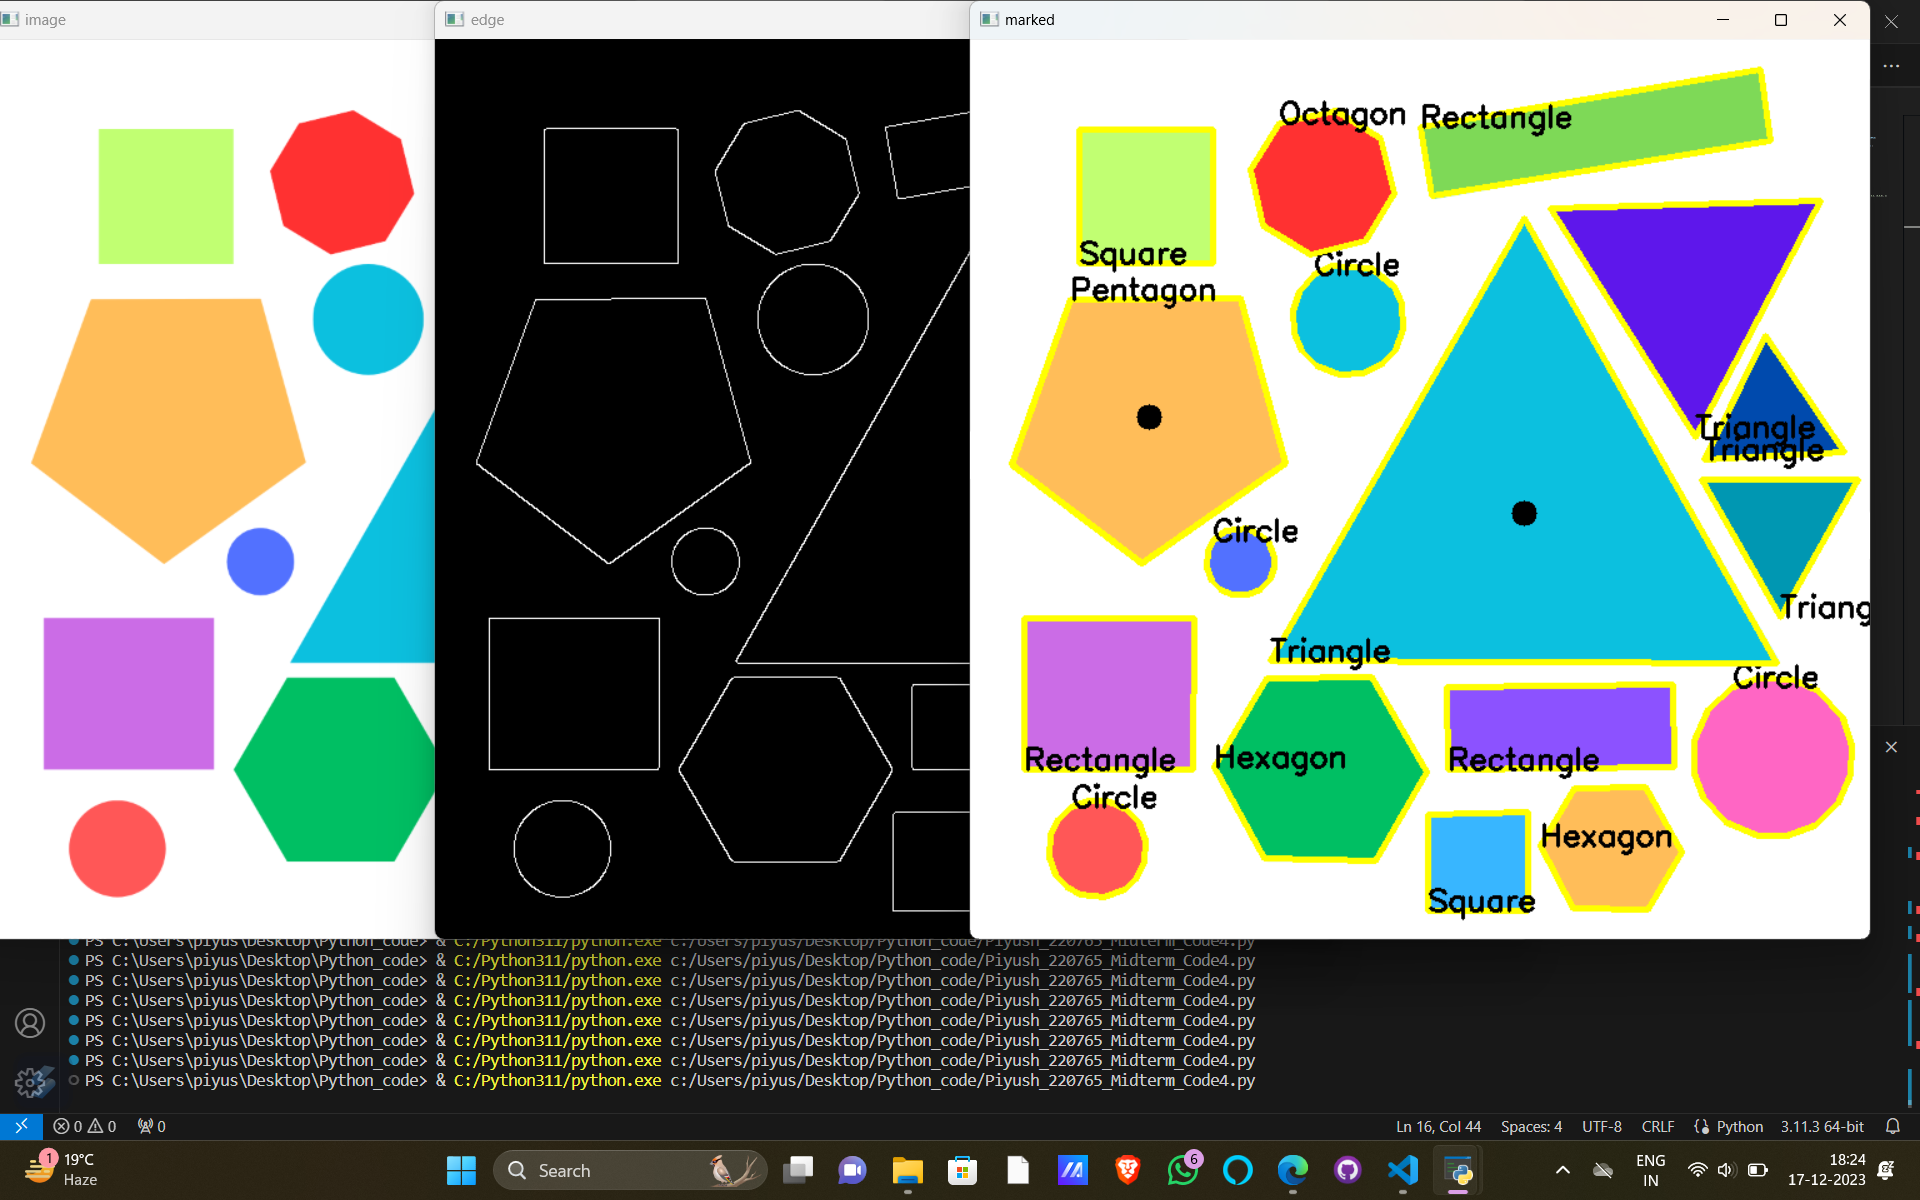 image
edge
marked
Octagon
Rectangle
Square
Circle
Pentagon
Triangle
Triangle
Circle
Triang
Triangle
Circle
Rectangle
Hexagon
Rectangle
Circle
Hexagon
Square
PS C:\Users\piyus\Desktop\Python_code> & C:/Python311/python.exe c:/Users/piyus/Desktop/Python_code/Piyush_220765_Midterm_Code4.py
PS C:\Users\piyus\Desktop\Python_code> & C:/Python311/python.exe c:/Users/piyus/Desktop/Python_code/Piyush_220765_Midterm_Code4.py
PS C:\Users\piyus\Desktop\Python_code> & C:/Python311/python.exe c:/Users/piyus/Desktop/Python_code/Piyush_220765_Midterm_Code4.py
PS C:\Users\piyus\Desktop\Python_code> & C:/Python311/python.exe c:/Users/piyus/Desktop/Python_code/Piyush_220765_Midterm_Code4.py
PS C:\Users\piyus\Desktop\Python_code> & C:/Python311/python.exe c:/Users/piyus/Desktop/Python_code/Piyush_220765_Midterm_Code4.py
PS C:\Users\piyus\Desktop\Python_code> & C:/Python311/python.exe c:/Users/piyus/Desktop/Python_code/Piyush_220765_Midterm_Code4.py
PS C:\Users\piyus\Desktop\Python_code> & C:/Python311/python.exe c:/Users/piyus/Desktop/Python_code/Piyush_220765_Midterm_Code4.py
PS C:\Users\piyus\Desktop\Python_code> & C:/Python311/python.exe c:/Users/piyus/Desktop/Python_code/Piyush_220765_Midterm_Code4.py
0 0 0 Ln 16, Col 44 Spaces: 4 UTF-8 CRLF Python 3.11.3 64-bit
1 19°C
Haze
Search
6
ENG
IN
18:24
17-12-2023